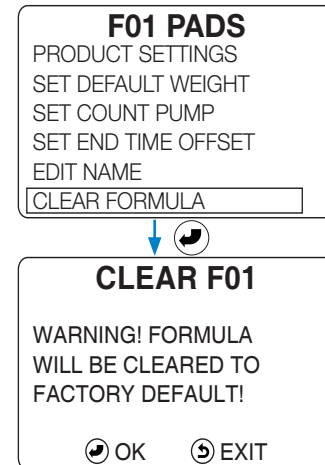 F01 PADS
PRODUCT SETTINGS
SET DEFAULT WEIGHT
SET COUNT PUMP
SET END TIME OFFSET
EDIT NAME
CLEAR FORMULA
CLEAR F01
WARNING! FORMULA
WILL BE CLEARED TO
FACTORY DEFAULT!
OK EXIT